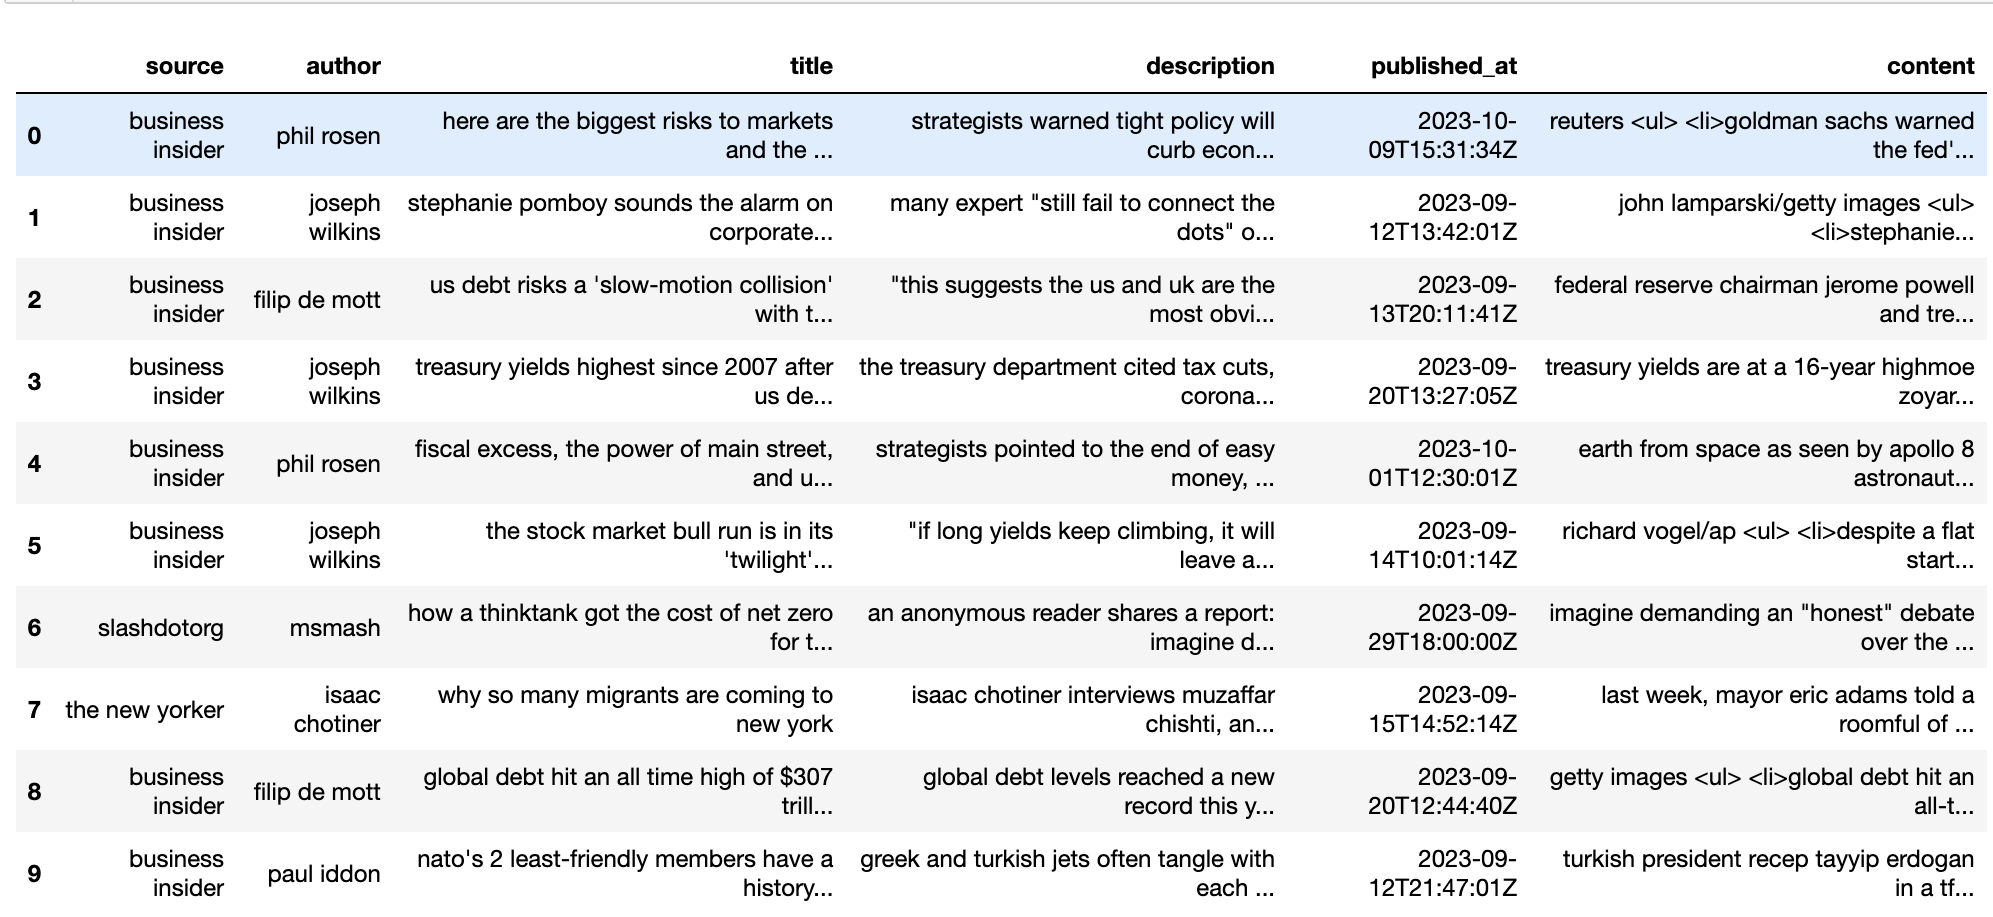 source author title description published_at content
0 business insider phil rosen here are the biggest risks to markets and the ... strategists warned tight policy will curb econ... 2023-10-09T15:31:34Z reuters <ul> <li>goldman sachs warned the fed'...
1 business insider joseph wilkins stephanie pomboy sounds the alarm on corporate... many expert "still fail to connect the dots" o... 2023-09-12T13:42:01Z john lamparski/getty images <ul> <li>stephanie...
2 business insider filip de mott us debt risks a 'slow-motion collision' with t... "this suggests the us and uk are the most obvi... 2023-09-13T20:11:41Z federal reserve chairman jerome powell and tre...
3 business insider joseph wilkins treasury yields highest since 2007 after us de... the treasury department cited tax cuts, corona... 2023-09-20T13:27:05Z treasury yields are at a 16-year highmoe zoyar...
4 business insider phil rosen fiscal excess, the power of main street, and u... strategists pointed to the end of easy money, ... 2023-10-01T12:30:01Z earth from space as seen by apollo 8 astronaut...
5 business insider joseph wilkins the stock market bull run is in its 'twilight'... "if long yields keep climbing, it will leave a... 2023-09-14T10:01:14Z richard vogel/ap <ul> <li>despite a flat start...
6 slashdotorg msmash how a thinktank got the cost of net zero for t... an anonymous reader shares a report: imagine d... 2023-09-29T18:00:00Z imagine demanding an "honest" debate over the ...
7 the new yorker isaac chotiner why so many migrants are coming to new york isaac chotiner interviews muzaffar chishti, an... 2023-09-15T14:52:14Z last week, mayor eric adams told a roomful of ...
8 business insider filip de mott global debt hit an all time high of $307 trill... global debt levels reached a new record this y... 2023-09-20T12:44:40Z getty images <ul> <li>global debt hit an all-t...
9 business insider paul iddon nato's 2 least-friendly members have a history... greek and turkish jets often tangle with each ... 2023-09-12T21:47:01Z turkish president recep tayyip erdogan in a tf...